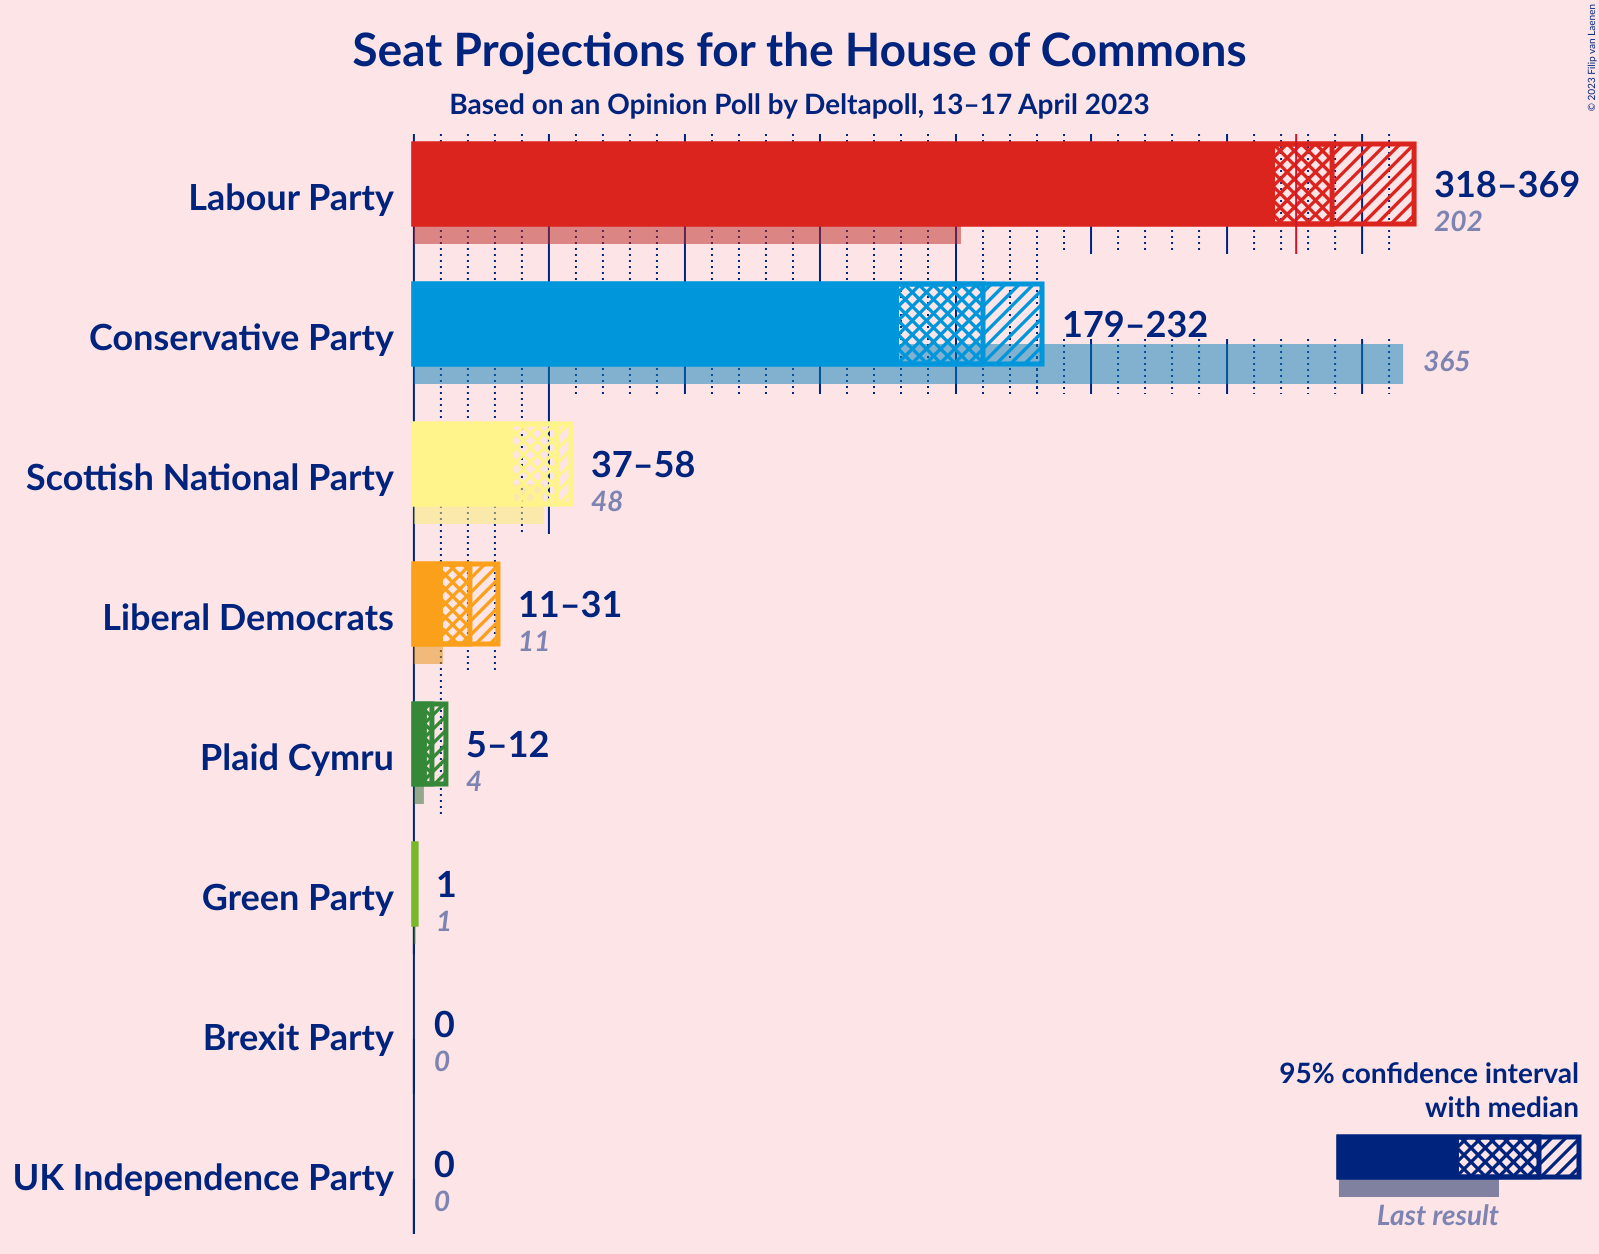 Seat Projections for the House of Commons
Based on an Opinion Poll by Deltapoll, 13–17 April 2023
© 2023 Filip van Laenen
Labour Party
318–369
202
Conservative Party
179–232
365
Scottish National Party
37–58
48
Liberal Democrats
11–31
11
Plaid Cymru
5–12
4
Green Party
1
1
Brexit Party
0
0
UK Independence Party
0
0
95% confidence interval
with median
Last result